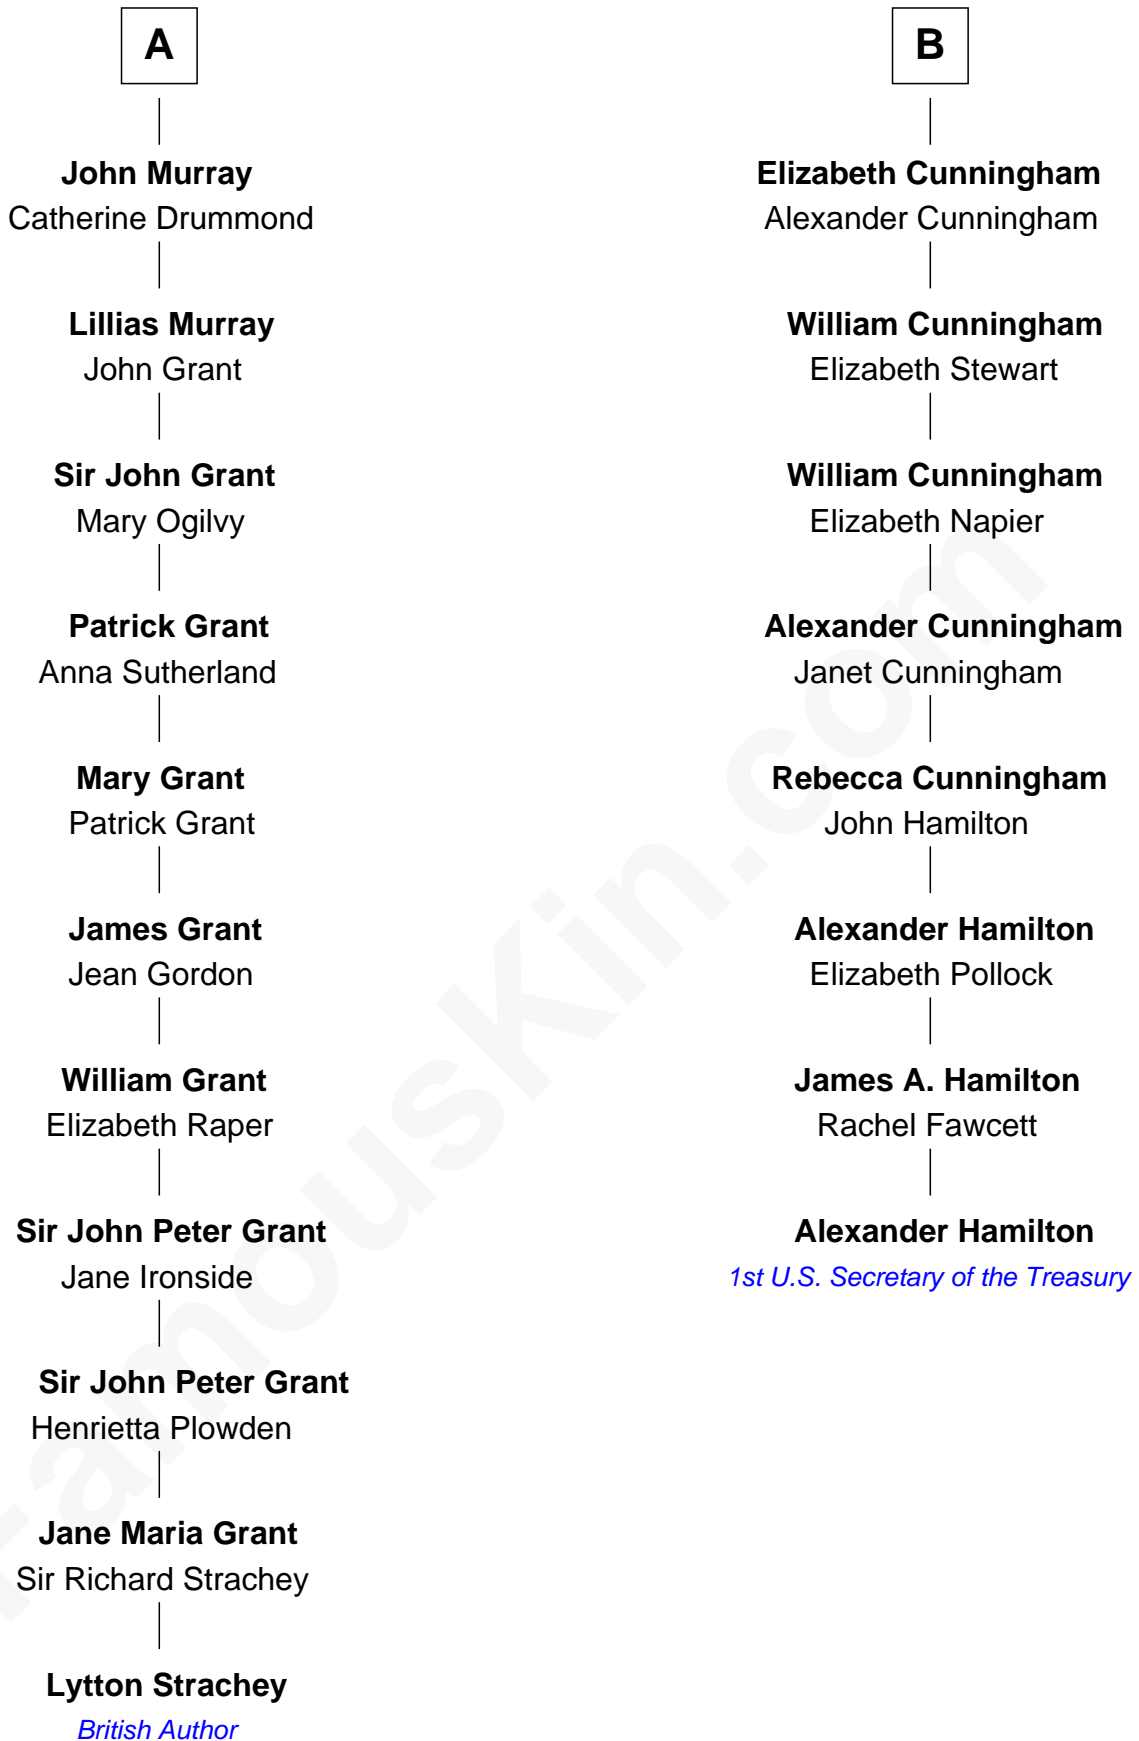 A
John Murray
Catherine Drummond
Lillias Murray
John Grant
Sir John Grant
Mary Ogilvy
Patrick Grant
Anna Sutherland
Mary Grant
Patrick Grant
James Grant
Jean Gordon
William Grant
Elizabeth Raper
Sir John Peter Grant
Jane Ironside
Sir John Peter Grant
Henrietta Plowden
Jane Maria Grant
Sir Richard Strachey
Lytton Strachey
British Author
B
Elizabeth Cunningham
Alexander Cunningham
William Cunningham
Elizabeth Stewart
William Cunningham
Elizabeth Napier
Alexander Cunningham
Janet Cunningham
Rebecca Cunningham
John Hamilton
Alexander Hamilton
Elizabeth Pollock
James A. Hamilton
Rachel Fawcett
Alexander Hamilton
1st U.S. Secretary of the Treasury
FamousKin.com